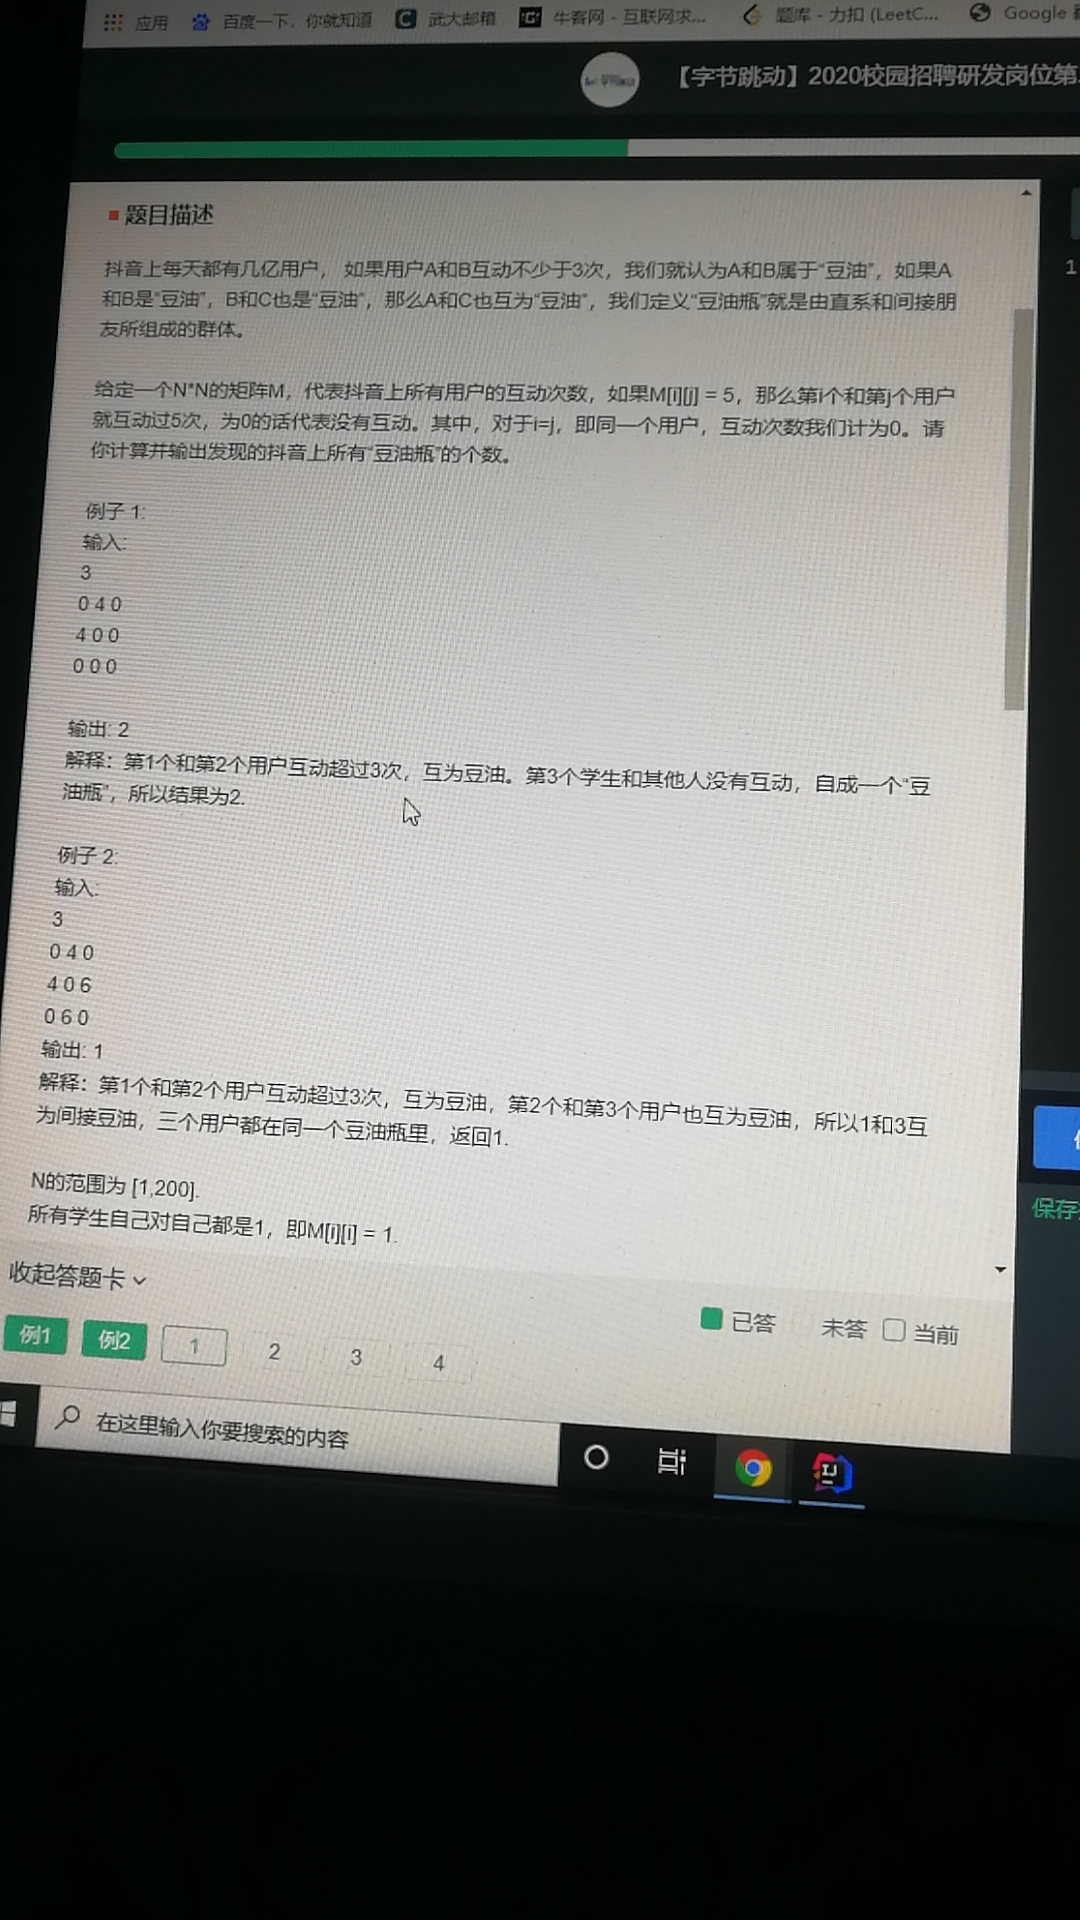 应用
百度一下，你就知道
武大邮箱
牛客网 - 互联网求...
题库 - 力扣 (LeetC...
Google
【字节跳动】2020校园招聘研发岗位第
题目描述
抖音上每天都有几亿用户， 如果用户A和B互动不少于3次，我们就认为A和B属于“豆油”，如果A
和B是“豆油”，B和C也是“豆油”，那么A和C也互为“豆油”，我们定义“豆油瓶”就是由直系和间接朋
友所组成的群体。
给定一个N*N的矩阵M，代表抖音上所有用户的互动次数，如果M[i][j] = 5，那么第i个和第j个用户
就互动过5次，为0的话代表没有互动。其中，对于i=j，即同一个用户，互动次数我们计为0。请
你计算并输出发现的抖音上所有“豆油瓶”的个数。
例子 1:
输入:
3
0 4 0
4 0 0
0 0 0
输出: 2
解释：第1个和第2个用户互动超过3次，互为豆油。第3个学生和其他人没有互动，自成一个“豆
油瓶”，所以结果为2.
例子 2:
输入:
3
0 4 0
4 0 6
0 6 0
输出: 1
解释：第1个和第2个用户互动超过3次，互为豆油，第2个和第3个用户也互为豆油，所以1和3互
为间接豆油，三个用户都在同一个豆油瓶里，返回1.
N的范围为 [1,200].
所有学生自己对自己都是1，即M[i][i] = 1.
1
保存
收起答题卡
已答 未答 当前
例1 例2 1 2 3 4
在这里输入你要搜索的内容